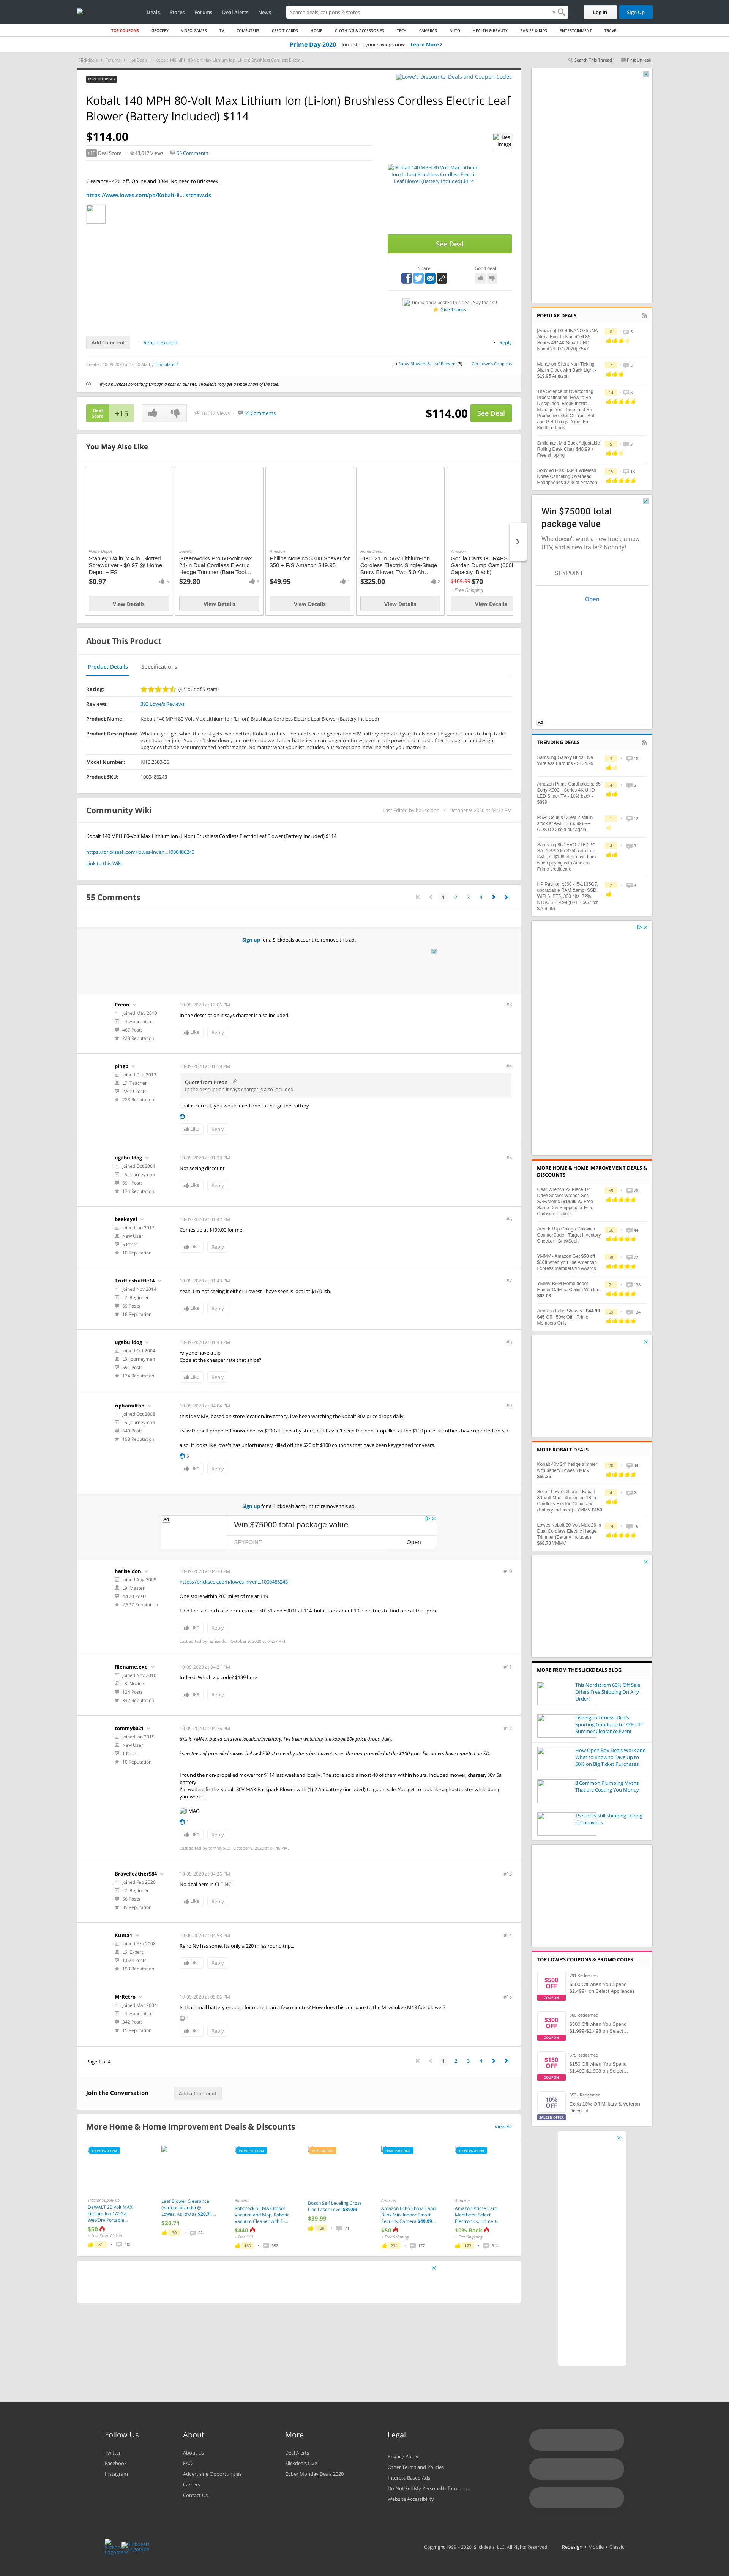 Deals Stores Forums Deal Alerts News
Search deals, coupons & stores
Log In Sign Up
TOP COUPONS GROCERY VIDEO GAMES TV COMPUTERS CREDIT CARDS HOME CLOTHING & ACCESSORIES TECH CAMERAS AUTO HEALTH & BEAUTY BABIES & KIDS ENTERTAINMENT TRAVEL
Prime Day 2020 Jumpstart your savings now Learn More
Slickdeals Forums Hot Deals Kobalt 140 MPH 80-Volt Max Lithium Ion (Li-Ion) Brushless Cordless Electric...
Search This Thread First Unread
FORUM THREAD
Lowe's Discounts, Deals and Coupon Codes
Kobalt 140 MPH 80-Volt Max Lithium Ion (Li-Ion) Brushless Cordless Electric Leaf
Blower (Battery Included) $114
$114.00
Deal Image
+15 Deal Score 18,012 Views 55 Comments
Kobalt 140 MPH 80-Volt Max Lithium
Ion (Li-Ion) Brushless Cordless Electric
Leaf Blower (Battery Included) $114
Clearance - 42% off. Online and B&M. No need to Brickseek.
https://www.lowes.com/pd/Kobalt-8...lsrc=aw.ds
See Deal
Share Good deal?
Timbaland7 posted this deal. Say thanks!
Give Thanks
Add Comment Report Expired Reply
Created 10-09-2020 at 10:40 AM by Timbaland7
in Snow Blowers & Leaf Blowers (8) Get Lowe's Coupons
If you purchase something through a post on our site, Slickdeals may get a small share of the sale.
Deal Score +15 18,012 Views 55 Comments $114.00 See Deal
You May Also Like
Home Depot
Stanley 1/4 in. x 4 in. Slotted
Screwdriver - $0.97 @ Home
Depot + FS
$0.97
View Details
Lowe's
Greenworks Pro 60-Volt Max
24-in Dual Cordless Electric
Hedge Trimmer (Bare Tool...
$29.80
View Details
Amazon
Philips Norelco 5300 Shaver for
$50 + F/S Amazon $49.95
$49.95
View Details
Home Depot
EGO 21 in. 56V Lithium-Ion
Cordless Electric Single-Stage
Snow Blower, Two 5.0 Ah...
$325.00
View Details
Amazon
Gorilla Carts GOR4PS
Garden Dump Cart (600l
Capacity, Black)
$109.99 $70
+ Free Shipping
View Details
About This Product
Product Details Specifications
Rating: (4.5 out of 5 stars)
Reviews: 393 Lowe's Reviews
Product Name: Kobalt 140 MPH 80-Volt Max Lithium Ion (Li-Ion) Brushless Cordless Electric Leaf Blower (Battery Included)
Product Description: What do you get when the best gets even better? Kobalt's robust lineup of second-generation 80V battery-powered yard tools boast bigger batteries to help you tackle
even tougher jobs. You don't slow down overnight, and neither do we. Larger batteries mean longer runtimes, even more power, more advanced technology and design
updates that deliver unmatched performance. No matter what your list includes, our exceptional new line helps you master it.
Model Number: KHB 2580-06
Product SKU: 1000486243
Community Wiki
Last Edited by hariseldon October 9, 2020 at 04:32 PM
Kobalt 140 MPH 80-Volt Max Lithium Ion (Li-Ion) Brushless Cordless Electric Leaf Blower (Battery Included) $114
https://brickseek.com/lowes-inven...1000486243
Link to this Wiki
55 Comments
1 2 3 4
Sign up for a Slickdeals account to remove this ad.
Preon
Joined May 2010
L4: Apprentice
467 Posts
228 Reputation
10-09-2020 at 12:06 PM #3
In the description it says charger is also included.
Like Reply
pingb
Joined Dec 2012
L7: Teacher
2,519 Posts
288 Reputation
10-09-2020 at 01:19 PM #4
Quote from Preon
In the description it says charger is also included.
That is correct, you would need one to charge the battery
1
Like Reply
ugabulldog
Joined Oct 2004
L5: Journeyman
591 Posts
134 Reputation
10-09-2020 at 01:28 PM #5
Not seeing discount
Like Reply
beekayel
Joined Jan 2017
New User
6 Posts
10 Reputation
10-09-2020 at 01:42 PM #6
Comes up at $199.00 for me.
Like Reply
Truffleshuffle14
Joined Nov 2014
L2: Beginner
69 Posts
18 Reputation
10-09-2020 at 01:43 PM #7
Yeah, I'm not seeing it either. Lowest I have seen is local at $160-ish.
Like Reply
ugabulldog
Joined Oct 2004
L5: Journeyman
591 Posts
134 Reputation
10-09-2020 at 01:43 PM #8
Anyone have a zip
Code at the cheaper rate that ships?
Like Reply
riphamilton
Joined Oct 2008
L5: Journeyman
640 Posts
198 Reputation
10-09-2020 at 04:04 PM #9
this is YMMV, based on store location/inventory. i've been watching the kobalt 80v price drops daily.
i saw the self-propelled mower below $200 at a nearby store, but haven't seen the non-propelled at the $100 price like others have reported on SD.
also, it looks like lowe's has unfortunately killed off the $20 off $100 coupons that have been keygenned for years.
5
Like Reply
Sign up for a Slickdeals account to remove this ad.
Ad
Win $75000 total package value
SPYPOINT Open
hariseldon
Joined Aug 2009
L9: Master
4,170 Posts
2,592 Reputation
10-09-2020 at 04:30 PM #10
https://brickseek.com/lowes-inven...1000486243
One store within 200 miles of me at 119
I did find a bunch of zip codes near 50051 and 80001 at 114, but it took about 10 blind tries to find one at that price
Like Reply
Last edited by hariseldon October 9, 2020 at 04:37 PM
filename.exe
Joined Nov 2010
L3: Novice
124 Posts
342 Reputation
10-09-2020 at 04:31 PM #11
Indeed. Which zip code? $199 here
Like Reply
tommyb021
Joined Jan 2015
New User
1 Posts
10 Reputation
10-09-2020 at 04:36 PM #12
this is YMMV, based on store location/inventory. i've been watching the kobalt 80v price drops daily.
i saw the self-propelled mower below $200 at a nearby store, but haven't seen the non-propelled at the $100 price like others have reported on SD.
I found the non-propelled mower for $114 last weekend locally. The store sold almost 40 of them within hours. Included mower, charger, 80v 5a
battery.
I'm waiting fir the Kobalt 80V MAX Backpack Blower with (1) 2 Ah battery (included) to go on sale. You get to look like a ghostbuster while doing
yardwork...
LMAO
1
Like Reply
Last edited by tommyb021 October 9, 2020 at 04:46 PM
BraveFeather984
Joined Feb 2020
L2: Beginner
56 Posts
39 Reputation
10-09-2020 at 04:36 PM #13
No deal here in CLT NC
Like Reply
Kuma1
Joined Feb 2008
L6: Expert
1,074 Posts
193 Reputation
10-09-2020 at 04:58 PM #14
Reno Nv has some. Its only a 220 miles round trip...
Like Reply
MrRetro
Joined Mar 2004
L4: Apprentice
342 Posts
15 Reputation
10-09-2020 at 05:06 PM #15
Is that small battery enough for more than a few minutes? How does this compare to the Milwaukee M18 fuel blower?
1
Like Reply
Page 1 of 4
1 2 3 4
Join the Conversation Add a Comment
More Home & Home Improvement Deals & Discounts View All
Tractor Supply Co.
DeWALT 20 Volt MAX
Lithium Ion 1/2 Gal.
Wet/Dry Portable...
$60
+ Free Store Pickup
Leaf Blower Clearance
(various brands) @
Lowes. As low as $20.71...
$20.71
30 22
Amazon
Roborock S5 MAX Robot
Vacuum and Mop, Robotic
Vacuum Cleaner with E-...
$440
Bosch Self Leveling Cross
Line Laser Level $39.99
$39.99
Amazon
Amazon Echo Show 5 and
Blink Mini Indoor Smart
Security Camera $49.99...
$50
+ Free Shipping
234 177
Amazon
Amazon Prime Card
Members: Select
Electronics, Home +...
10% Back
+ Free Shipping
173 314
POPULAR DEALS
[Amazon] LG 49NANO85UNA
Alexa Built-In NanoCell 85
Series 49" 4K Smart UHD
NanoCell TV (2020) $547
Marathon Silent Non-Ticking
Alarm Clock with Back Light -
$19.95 Amazon
The Science of Overcoming
Procrastination: How to Be
Disciplined, Break Inertia,
Manage Your Time, and Be
Productive. Get Off Your Butt
and Get Things Done! Free
Kindle e-book.
Smilemart Mid Back Adjustable
Rolling Desk Chair $48.99 +
Free shipping
Sony WH-1000XM4 Wireless
Noise Canceling Overhead
Headphones $298 at Amazon
Win $75000 total
package value
Who doesn't want a new truck, a new
UTV, and a new trailer? Nobody!
SPYPOINT
Open
Ad
TRENDING DEALS
Samsung Galaxy Buds Live
Wireless Earbuds - $134.99
Amazon Prime Cardholders: 65"
Sony X900H Series 4K UHD
LED Smart TV - 10% back -
$899
PSA: Oculus Quest 2 still in
stock at AAFES ($399) ~~
COSTCO sold out again.
Samsung 860 EVO 2TB 2.5"
SATA SSD for $200 with free
S&H, or $188 after cash back
when paying with Amazon
Prime credit card
HP Pavilion x360 - i5-1135G7,
upgradable RAM &amp; SSD,
WiFi 6, BT5, 300 nits, 72%
NTSC $619.99 (i7-1165G7 for
$769.99)
MORE HOME & HOME IMPROVEMENT DEALS &
DISCOUNTS
Gear Wrench 22 Piece 1/4"
Drive Socket Wrench Set,
SAE/Metric ($14.98 w/ Free
Same Day Shipping or Free
Curbside Pickup)
Arcade1Up Galaga Galaxian
CounterCade - Target Inventory
Checker - BrickSeek
YMMV - Amazon Get $50 off
$100 when you use American
Express Membership Awards
YMMV B&M Home depot
Hunter Calvera Ceiling Wifi fan
$63.03
Amazon Echo Show 5 - $44.98 -
$45 Off - 50% Off - Prime
Members Only
MORE KOBALT DEALS
Kobalt 40v 24" hedge trimmer
with battery Lowes YMMV
$50.35
Select Lowe's Stores: Kobalt
80-Volt Max Lithium Ion 18-in
Cordless Electric Chainsaw
(Battery Included) - YMMV $150
Lowes Kobalt 80-Volt Max 26-in
Dual Cordless Electric Hedge
Trimmer (Battery Included)
$68.70 YMMV
MORE FROM THE SLICKDEALS BLOG
This Nordstrom 60% Off Sale
Offers Free Shipping On Any
Order!
Fishing to Fitness: Dick's
Sporting Goods up to 75% off
Summer Clearance Event
How Open Box Deals Work and
What to Know to Save Up to
50% on Big Ticket Purchases
8 Common Plumbing Myths
That are Costing You Money
15 Stores Still Shipping During
Coronavirus
TOP LOWE'S COUPONS & PROMO CODES
$500 OFF COUPON
791 Redeemed
$500 Off when You Spend
$2,499+ on Select Appliances
$300 OFF COUPON
560 Redeemed
$300 Off when You Spend
$1,999-$2,498 on Select...
$150 OFF COUPON
675 Redeemed
$150 Off when You Spend
$1,499-$1,998 on Select...
10% OFF SALES & OFFER
353k Redeemed
Extra 10% Off Military & Veteran
Discount
Follow Us
Twitter
Facebook
Instagram
About
About Us
FAQ
Advertising Opportunities
Careers
Contact Us
More
Deal Alerts
Slickdeals Live
Cyber Monday Deals 2020
Legal
Privacy Policy
Other Terms and Policies
Interest-Based Ads
Do Not Sell My Personal Information
Website Accessibility
Copyright 1999 - 2020. Slickdeals, LLC. All Rights Reserved. Redesign • Mobile • Classic